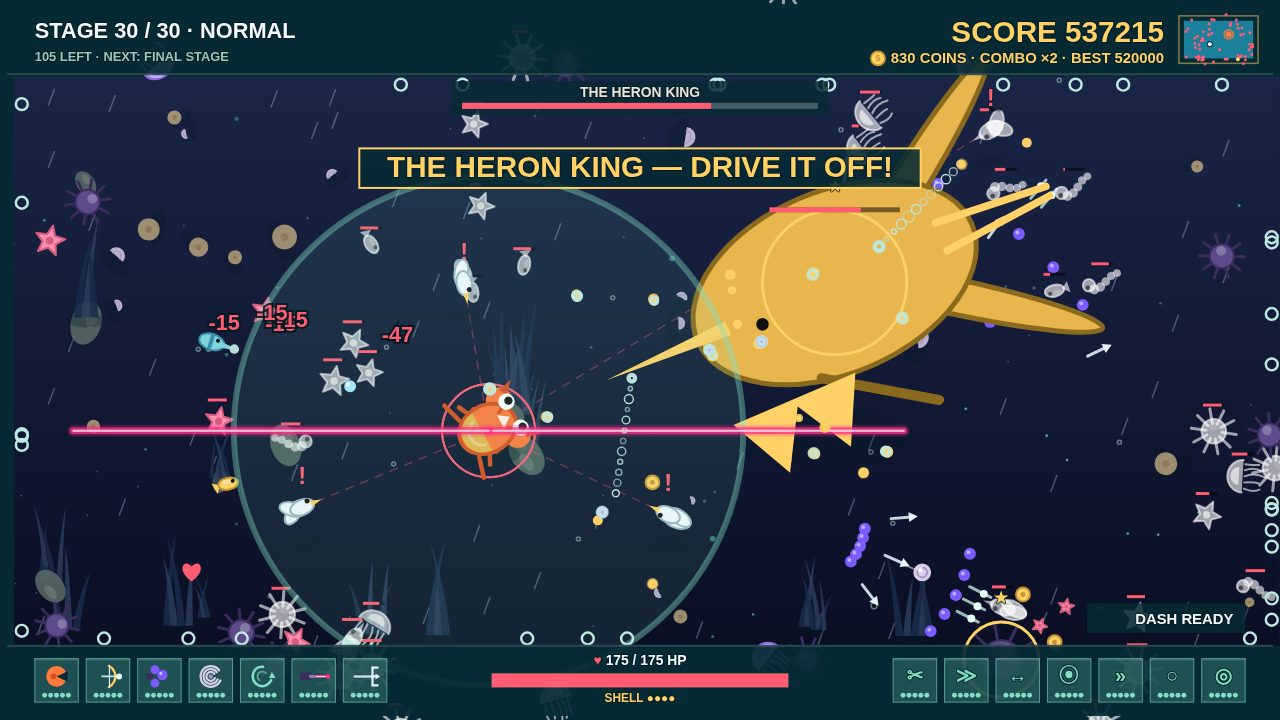 STAGE 30 / 30 · NORMAL
105 LEFT · NEXT: FINAL STAGE
SCORE 537215
830 COINS · COMBO ×2 · BEST 520000
THE HERON KING
THE HERON KING — DRIVE IT OFF!
!
!
-15
-15
-15
-47
!
!
DASH READY
♥ 175 / 175 HP
SHELL